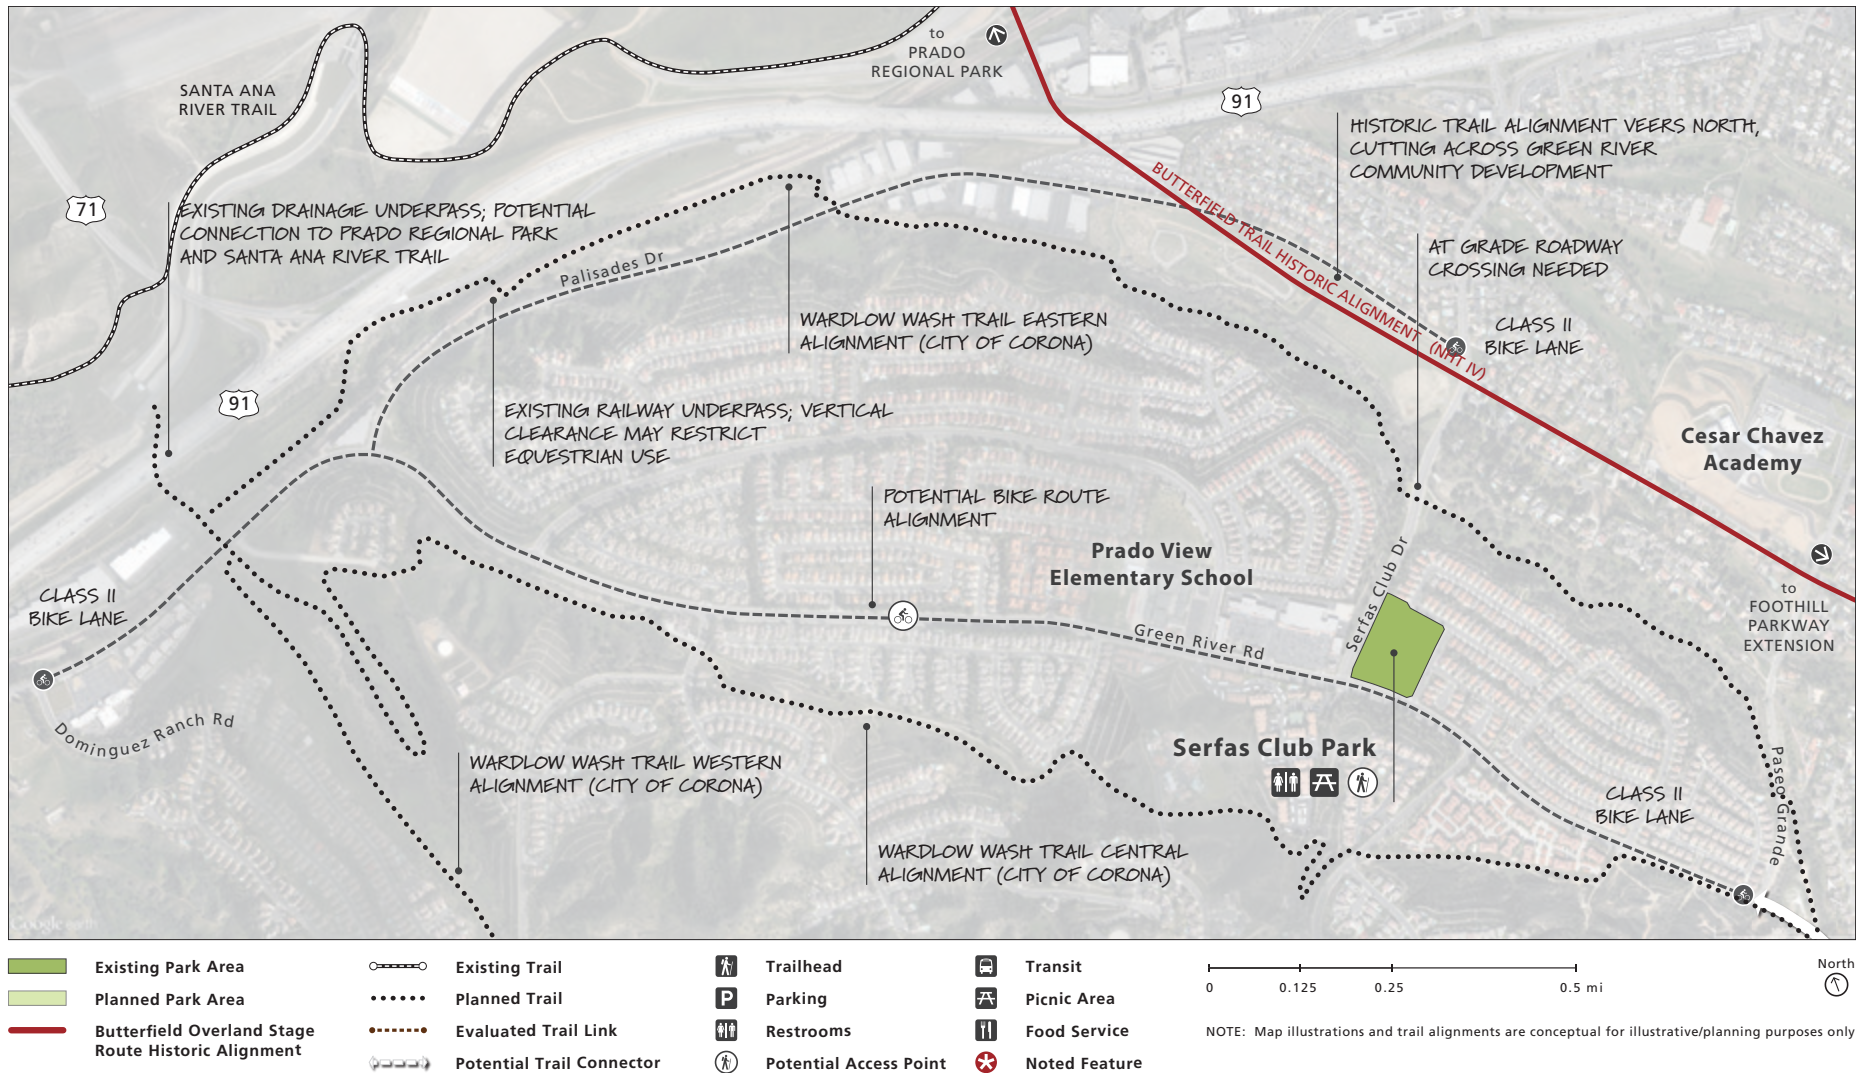 to
PRADO
REGIONAL PARK
SANTA ANA
RIVER TRAIL
91
HISTORIC TRAIL ALIGNMENT VEERS NORTH,
CUTTING ACROSS GREEN RIVER
COMMUNITY DEVELOPMENT
71
EXISTING DRAINAGE UNDERPASS; POTENTIAL
CONNECTION TO PRADO REGIONAL PARK
AND SANTA ANA RIVER TRAIL
BUTTERFIELD TRAIL HISTORIC ALIGNMENT (NHT IV)
AT GRADE ROADWAY
CROSSING NEEDED
Palisades Dr
WARDLOW WASH TRAIL EASTERN
ALIGNMENT (CITY OF CORONA)
CLASS II
BIKE LANE
91
EXISTING RAILWAY UNDERPASS; VERTICAL
CLEARANCE MAY RESTRICT
EQUESTRIAN USE
Cesar Chavez
Academy
POTENTIAL BIKE ROUTE
ALIGNMENT
Prado View
Elementary School
Serfas Club Dr
CLASS II
BIKE LANE
to
FOOTHILL
PARKWAY
EXTENSION
Green River Rd
Dominguez Ranch Rd
WARDLOW WASH TRAIL WESTERN
ALIGNMENT (CITY OF CORONA)
Serfas Club Park
Paseo Grande
CLASS II
BIKE LANE
WARDLOW WASH TRAIL CENTRAL
ALIGNMENT (CITY OF CORONA)
Google earth
Existing Park Area
Planned Park Area
Butterfield Overland Stage
Route Historic Alignment
Existing Trail
Planned Trail
Evaluated Trail Link
Potential Trail Connector
Trailhead
P Parking
Restrooms
Potential Access Point
Transit
Picnic Area
Food Service
Noted Feature
0 0.125 0.25 0.5 mi
North
NOTE: Map illustrations and trail alignments are conceptual for illustrative/planning purposes only